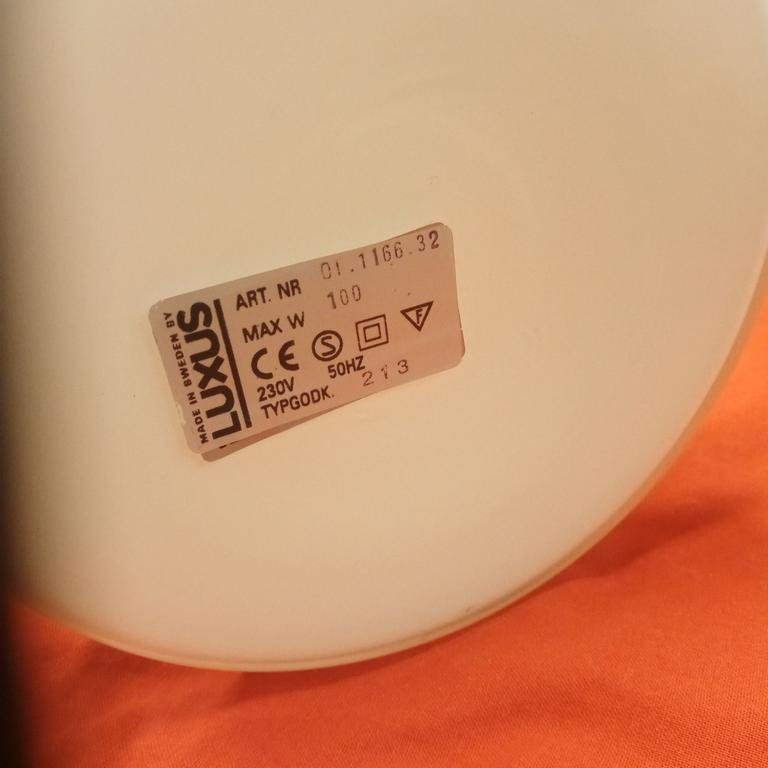 MADE IN SWEDEN BY
LUXUS
ART. NR 01.1166.32
MAX W 100
CE S F
230V 50HZ
TYPGODK. 213